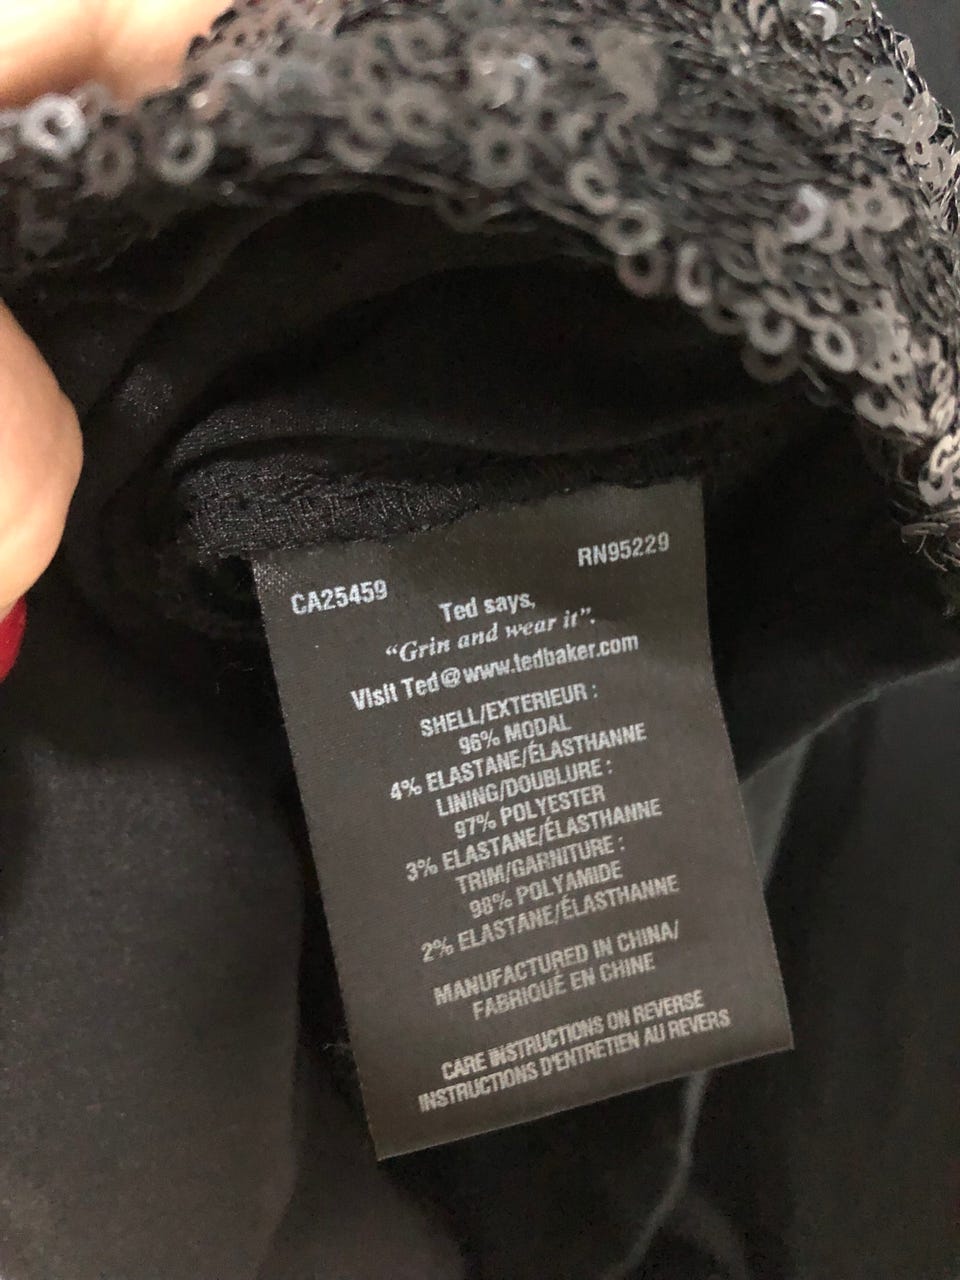 CA25459
RN95229
Ted says,
“Grin and wear it”.
Visit Ted@www.tedbaker.com
SHELL/EXTERIEUR :
96% MODAL
4% ELASTANE/ÉLASTHANNE
LINING/DOUBLURE :
97% POLYESTER
3% ELASTANE/ÉLASTHANNE
TRIM/GARNITURE :
98% POLYAMIDE
2% ELASTANE/ÉLASTHANNE
MANUFACTURED IN CHINA/
FABRIQUÉ EN CHINE
CARE INSTRUCTIONS ON REVERSE
INSTRUCTIONS D'ENTRETIEN AU REVERS